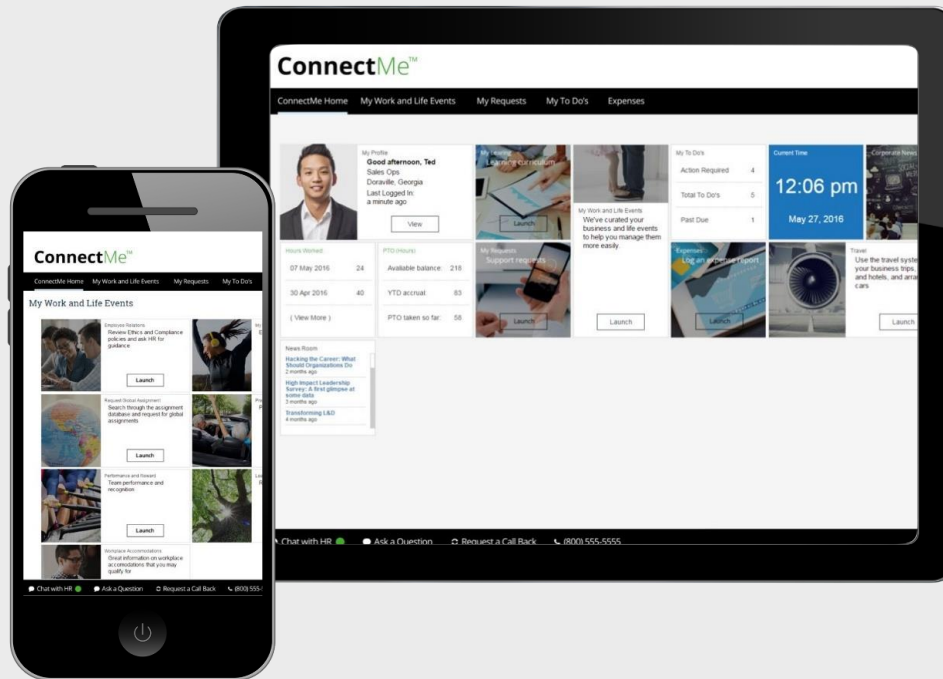 ConnectMe™
ConnectMe Home My Work and Life Events My Requests My To Do's Expenses
My Profile
Good afternoon, Ted
Sales Ops
Doraville, Georgia
Last Logged In:
a minute ago
View
My Learning
Learning curriculum
Launch
My Work and Life Events
We've curated your
business and life events
to help you manage them
more easily.
Launch
My To Do's
Action Required 4
Total To Do's 5
Past Due 1
Current Time
12:06 pm
May 27, 2016
Corporate News
Hours Worked
07 May 2016 24
30 Apr 2016 40
( View More )
PTO (Hours)
Available balance 218
YTD accrual 83
PTO taken so far: 58
My Requests
Support requests
Launch
Expenses
Log an expense report
Launch
Travel
Use the travel syste
your business trips,
and hotels, and arra
cars
Launch
News Room
Hacking the Career: What
Should Organizations Do
2 months ago
High Impact Leadership
Survey: A first glimpse at
some data
3 months ago
Transforming L&D
4 months ago
Chat with HR Ask a Question Request a Call Back (800) 555-5555
ConnectMe™
ConnectMe Home My Work and Life Events My Requests My To Do's
My Work and Life Events
Employee Relations
Review Ethics and Compliance
policies and ask HR for
guidance
Launch
Request Global Assignment
Search through the assignment
database and request for global
assignments
Launch
Performance and Reward
Team performance and
recognition
Launch
Workplace Accommodations
Great information on workplace
accomodations that you may
qualify for
Chat with HR Ask a Question Request a Call Back (800) 555-